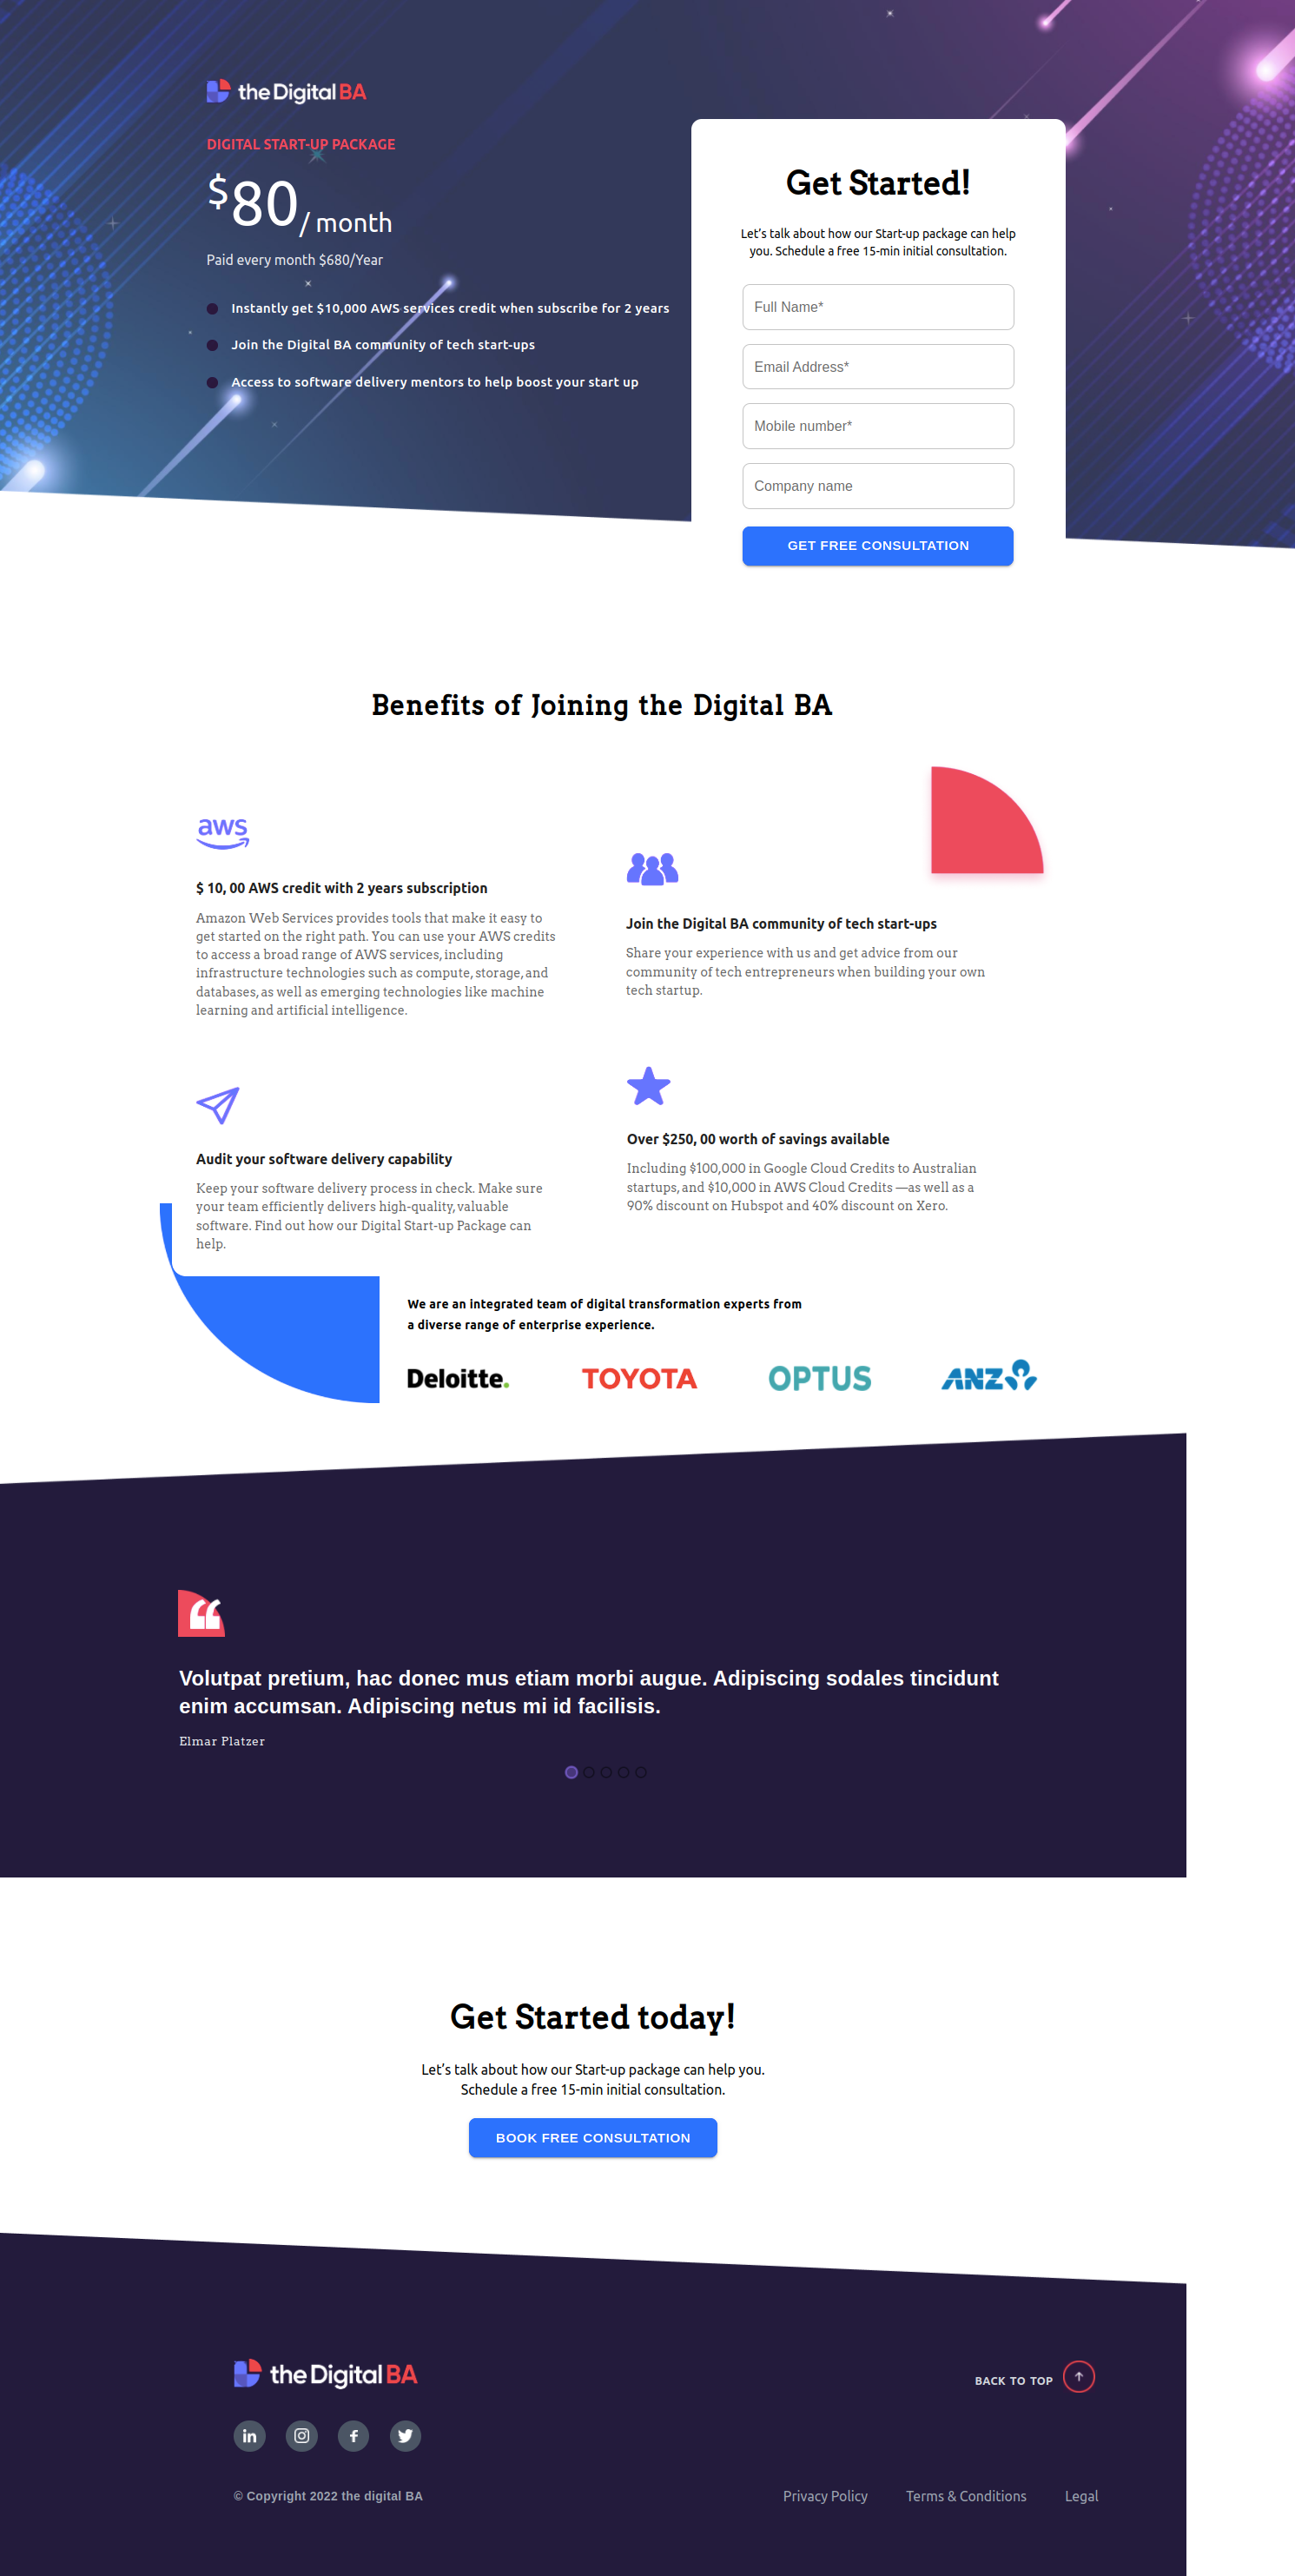 the Digital BA
DIGITAL START-UP PACKAGE
$80/ month
Paid every month $680/Year
Instantly get $10,000 AWS services credit when subscribe for 2 years
Join the Digital BA community of tech start-ups
Access to software delivery mentors to help boost your start up
Get Started!
Let's talk about how our Start-up package can help
you. Schedule a free 15-min initial consultation.
Full Name*
Email Address*
Mobile number*
Company name
GET FREE CONSULTATION
Benefits of Joining the Digital BA
aws
$ 10, 00 AWS credit with 2 years subscription
Amazon Web Services provides tools that make it easy to
get started on the right path. You can use your AWS credits
to access a broad range of AWS services, including
infrastructure technologies such as compute, storage, and
databases, as well as emerging technologies like machine
learning and artificial intelligence.
Join the Digital BA community of tech start-ups
Share your experience with us and get advice from our
community of tech entrepreneurs when building your own
tech startup.
Audit your software delivery capability
Keep your software delivery process in check. Make sure
your team efficiently delivers high-quality, valuable
software. Find out how our Digital Start-up Package can
help.
Over $250, 00 worth of savings available
Including $100,000 in Google Cloud Credits to Australian
startups, and $10,000 in AWS Cloud Credits —as well as a
90% discount on Hubspot and 40% discount on Xero.
We are an integrated team of digital transformation experts from
a diverse range of enterprise experience.
Deloitte. TOYOTA OPTUS ANZ
Volutpat pretium, hac donec mus etiam morbi augue. Adipiscing sodales tincidunt
enim accumsan. Adipiscing netus mi id facilisis.
Elmar Platzer
Get Started today!
Let's talk about how our Start-up package can help you.
Schedule a free 15-min initial consultation.
BOOK FREE CONSULTATION
the Digital BA
BACK TO TOP
© Copyright 2022 the digital BA
Privacy Policy Terms & Conditions Legal